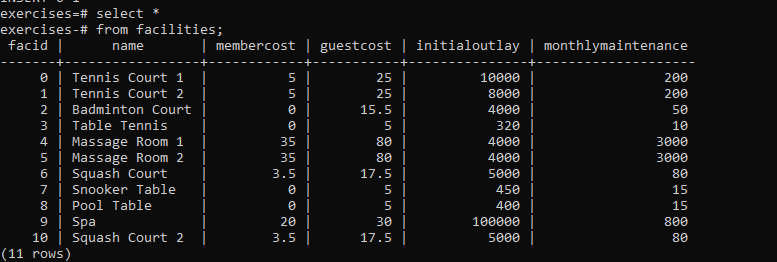 exercises=# select *
exercises-# from facilities;
 facid |      name       | membercost | guestcost | initialoutlay | monthlymaintenance
-------+-----------------+------------+-----------+---------------+--------------------
     0 | Tennis Court 1  |          5 |        25 |         10000 |                200
     1 | Tennis Court 2  |          5 |        25 |          8000 |                200
     2 | Badminton Court |          0 |      15.5 |          4000 |                 50
     3 | Table Tennis    |          0 |         5 |           320 |                 10
     4 | Massage Room 1  |         35 |        80 |          4000 |               3000
     5 | Massage Room 2  |         35 |        80 |          4000 |               3000
     6 | Squash Court    |        3.5 |      17.5 |          5000 |                 80
     7 | Snooker Table   |          0 |         5 |           450 |                 15
     8 | Pool Table      |          0 |         5 |           400 |                 15
     9 | Spa             |         20 |        30 |        100000 |                800
    10 | Squash Court 2  |        3.5 |      17.5 |          5000 |                 80
(11 rows)